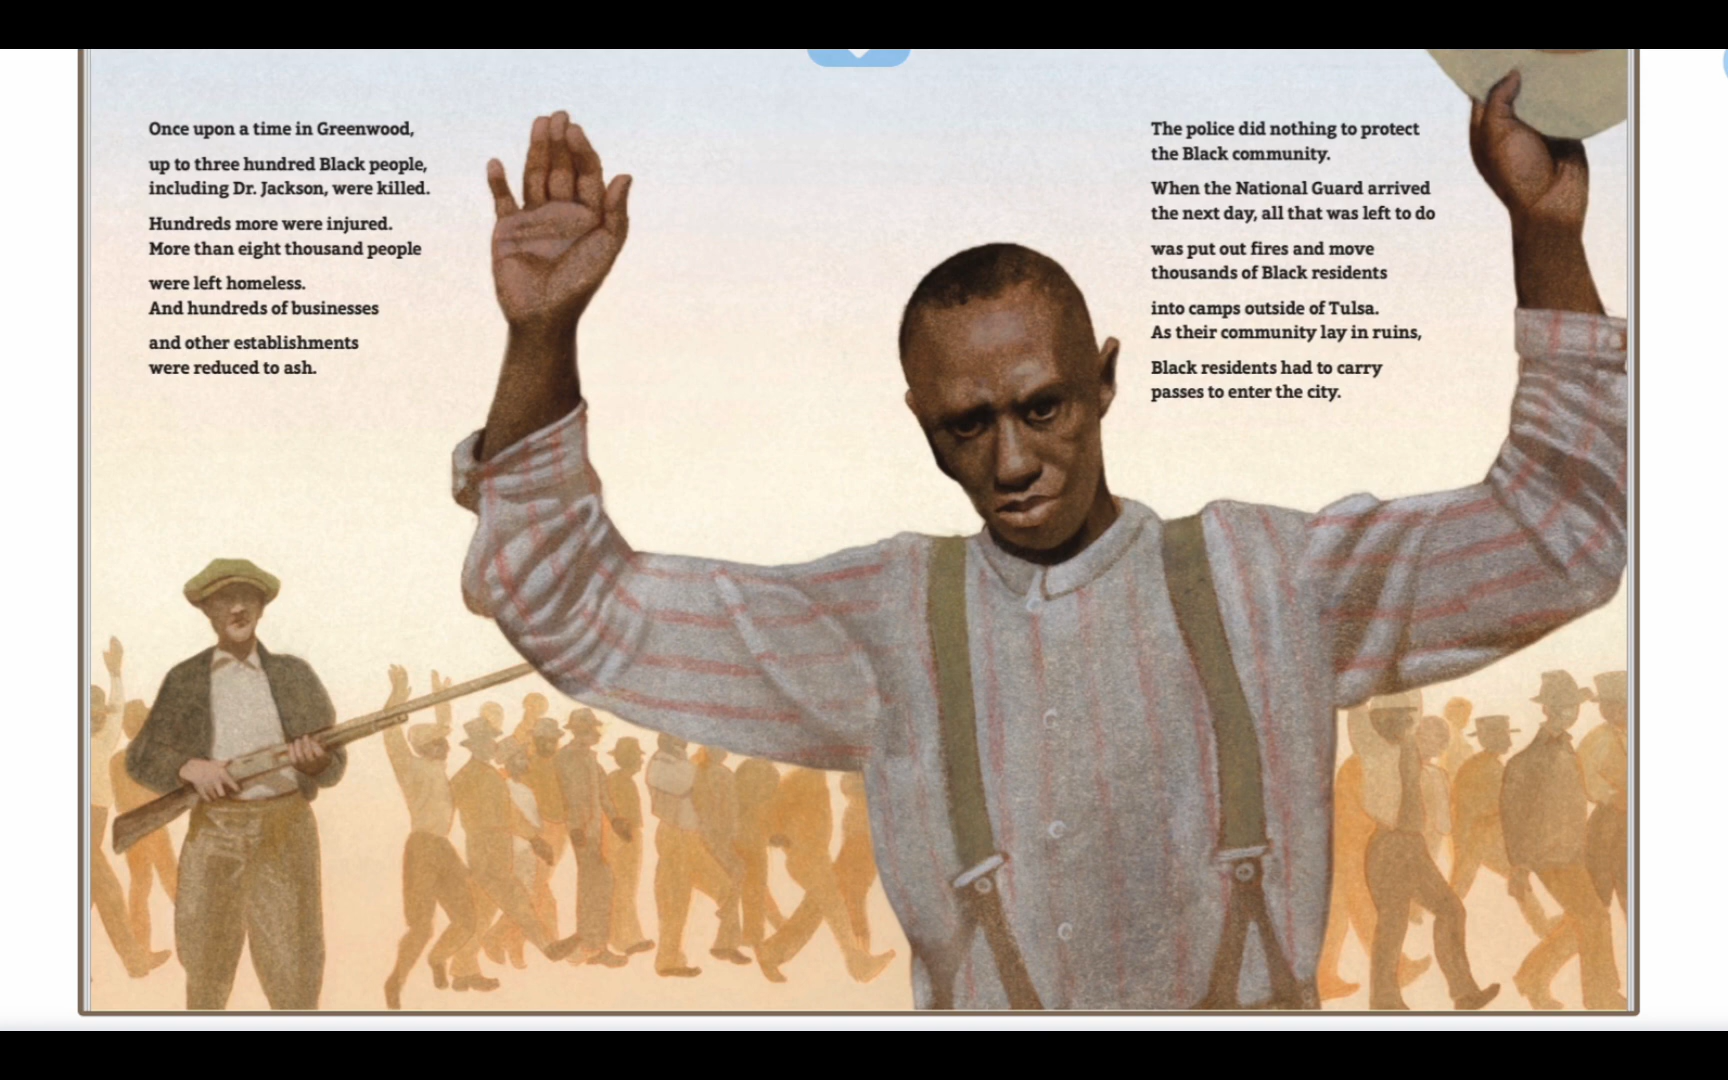 Once upon a time in Greenwood,
up to three hundred Black people,
including Dr. Jackson, were killed.
Hundreds more were injured.
More than eight thousand people
were left homeless.
And hundreds of businesses
and other establishments
were reduced to ash.
The police did nothing to protect
the Black community.
When the National Guard arrived
the next day, all that was left to do
was put out fires and move
thousands of Black residents
into camps outside of Tulsa.
As their community lay in ruins,
Black residents had to carry
passes to enter the city.